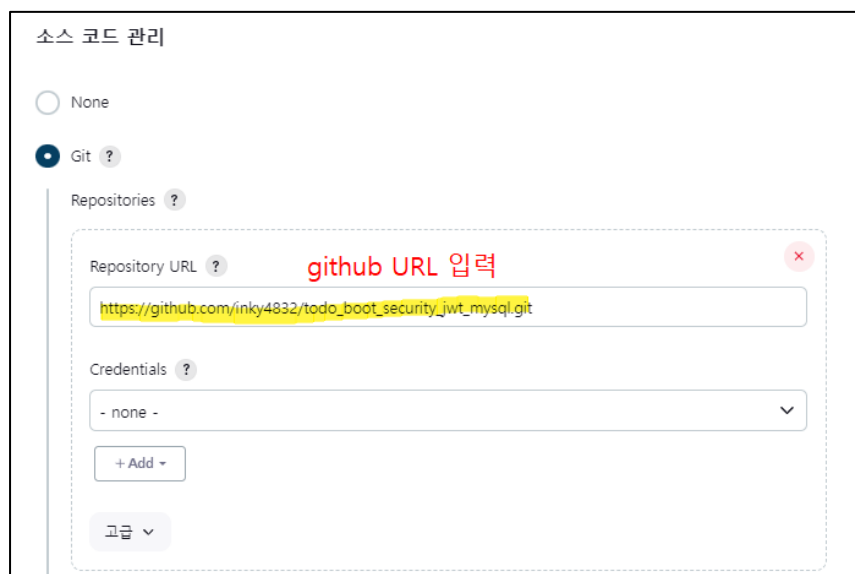 소스 코드 관리
None
Git ?
Repositories ?
Repository URL ? github URL 입력
https://github.com/inky4832/todo_boot_security_jwt_mysql.git
Credentials ?
- none -
+ Add
고급